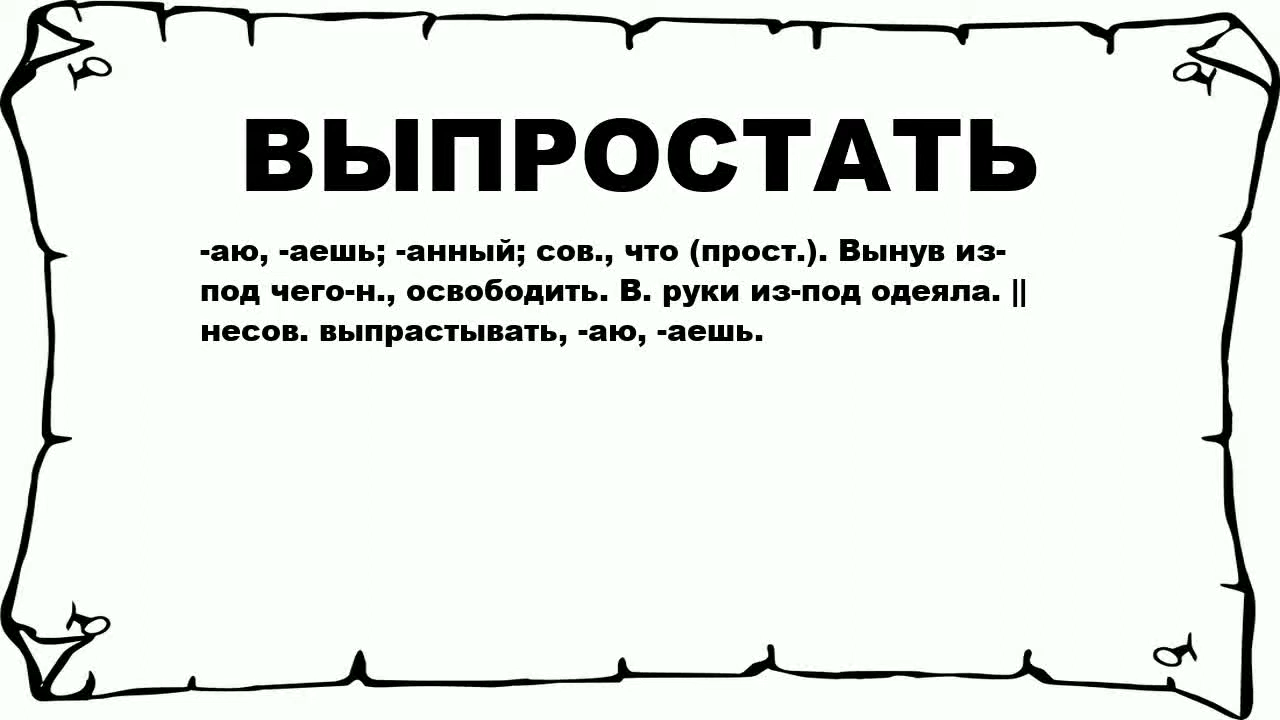 ВЫПРОСТАТЬ
-аю, -аешь; -анный; сов., что (прост.). Вынув из-
под чего-н., освободить. В. руки из-под одеяла. ||
несов. выпрастывать, -аю, -аешь.